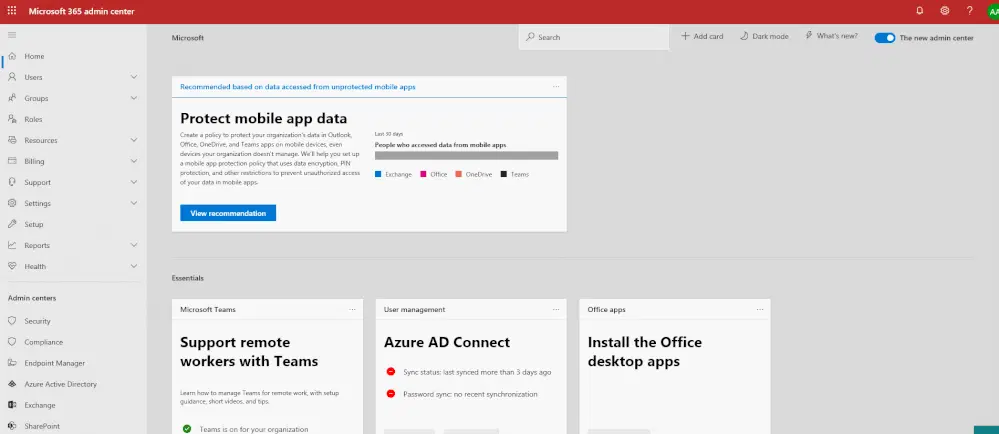 Microsoft 365 admin center
AA
Microsoft
Search
Add card
Dark mode
What's new?
The new admin center
Home
Users
Groups
Roles
Resources
Billing
Support
Settings
Setup
Reports
Health
Admin centers
Security
Compliance
Endpoint Manager
Azure Active Directory
Exchange
SharePoint
Recommended based on data accessed from unprotected mobile apps
Protect mobile app data
Create a policy to protect your organization's data in Outlook,
Office, OneDrive, and Teams apps on mobile devices, even
devices your organization doesn't manage. We'll help you set up
a mobile app protection policy that uses data encryption, PIN
protection, and other restrictions to prevent unauthorized access
of your data in mobile apps.
View recommendation
Last 30 days
People who accessed data from mobile apps
Exchange Office OneDrive Teams
Essentials
Microsoft Teams
Support remote
workers with Teams
Learn how to manage Teams for remote work, with setup
guidance, short videos, and tips.
Teams is on for your organization
User management
Azure AD Connect
Sync status: last synced more than 3 days ago
Password sync: no recent synchronization
Office apps
Install the Office
desktop apps